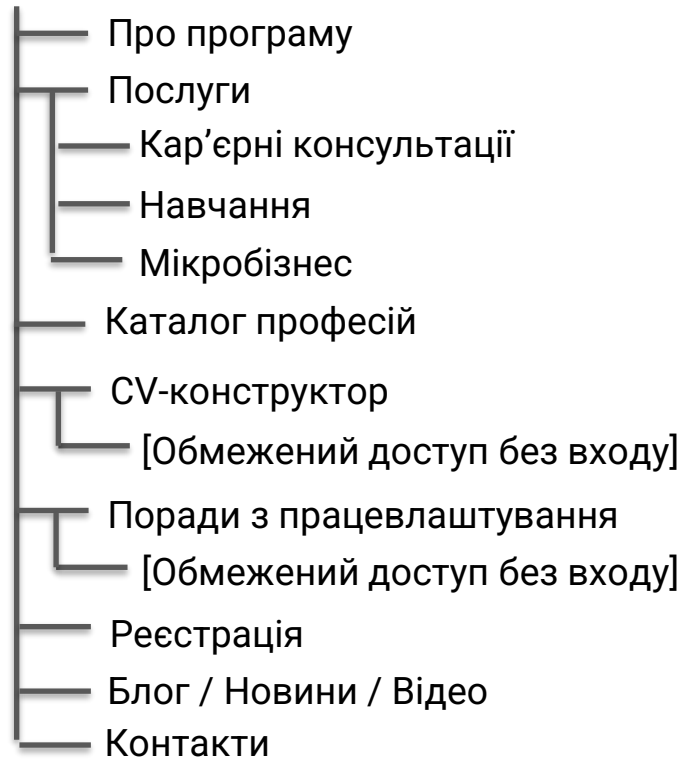 Про програму
Послуги
Кар’єрні консультації
Навчання
Мікробізнес
Каталог професій
CV-конструктор
[Обмежений доступ без входу]
Поради з працевлаштування
[Обмежений доступ без входу]
Реєстрація
Блог / Новини / Відео
Контакти